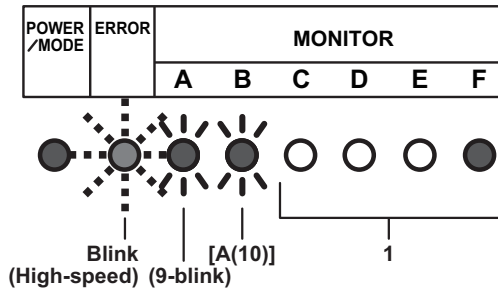 POWER
/MODE
ERROR
MONITOR
A B C D E F
Blink
(High-speed)
(9-blink)
[A(10)]
1